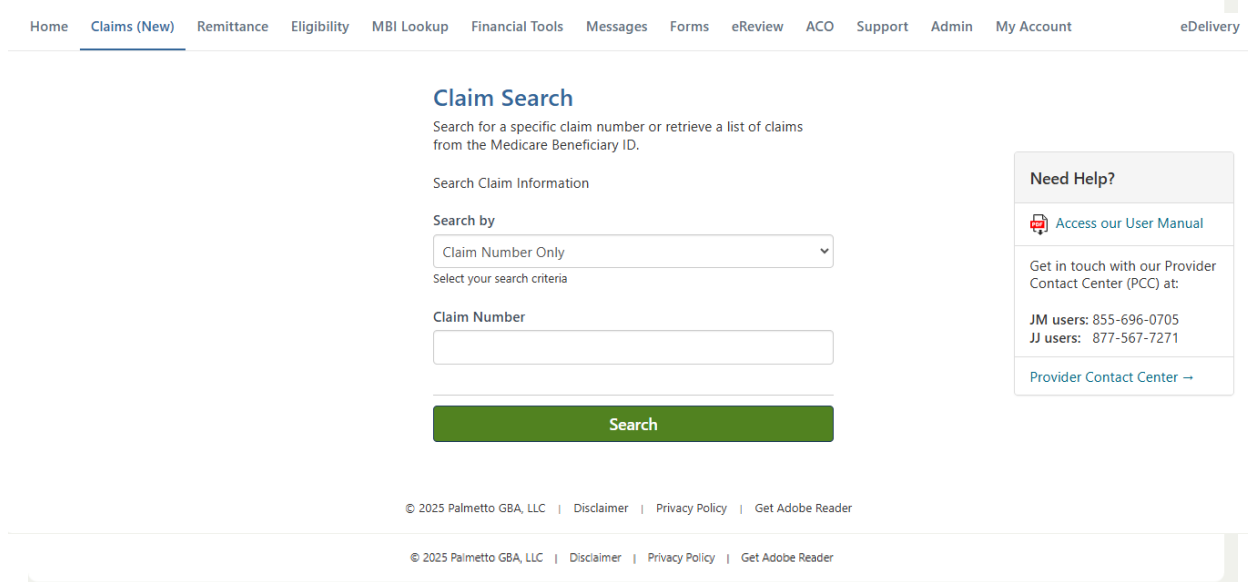 Home Claims (New) Remittance Eligibility MBI Lookup Financial Tools Messages Forms eReview ACO Support Admin My Account eDelivery
Claim Search
Search for a specific claim number or retrieve a list of claims
from the Medicare Beneficiary ID.
Search Claim Information
Search by
Claim Number Only
Select your search criteria
Claim Number
Search
Need Help?
PDF Access our User Manual
Get in touch with our Provider
Contact Center (PCC) at:
JM users: 855-696-0705
JJ users: 877-567-7271
Provider Contact Center →
© 2025 Palmetto GBA, LLC | Disclaimer | Privacy Policy | Get Adobe Reader
© 2025 Palmetto GBA, LLC | Disclaimer | Privacy Policy | Get Adobe Reader